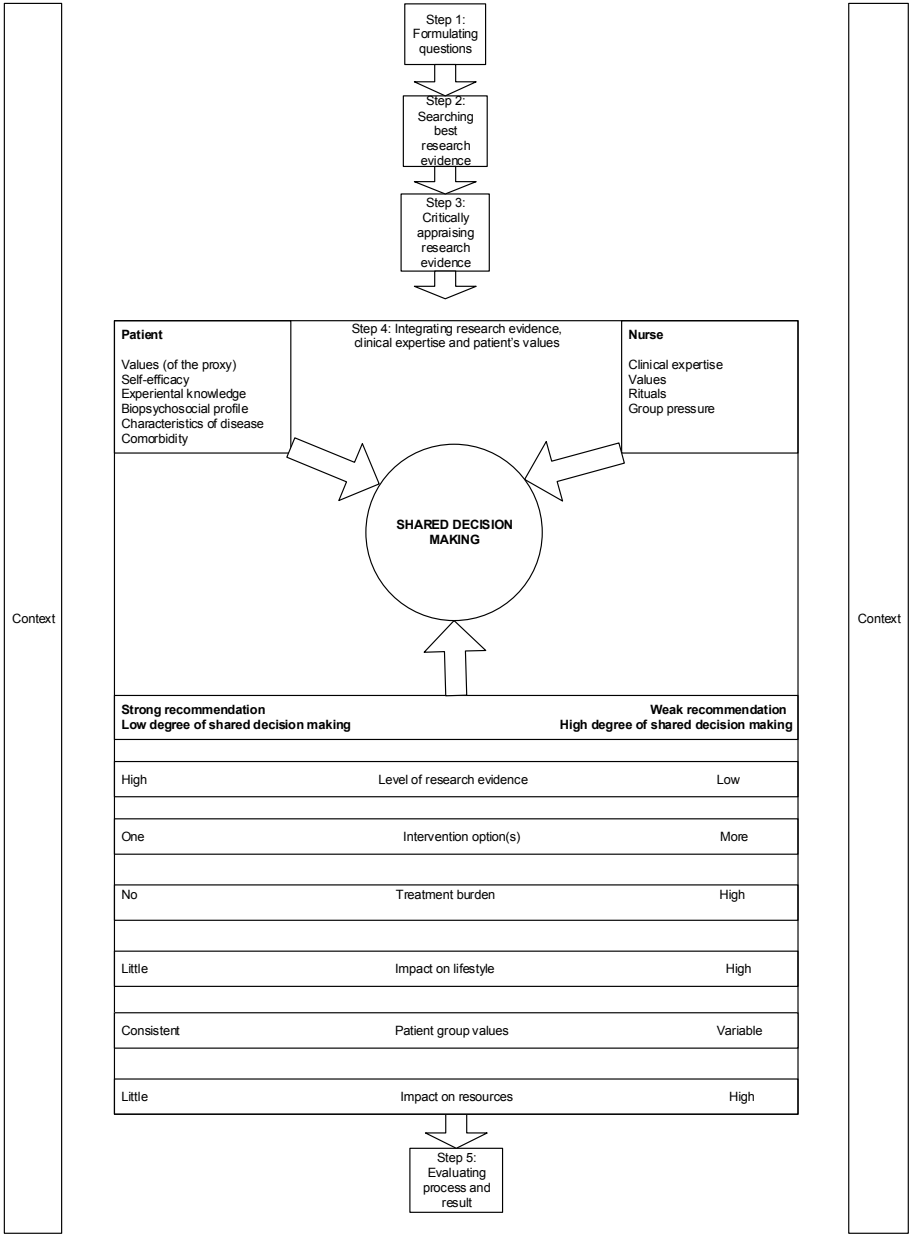 Step 1:
Formulating
questions
Step 2:
Searching
best
research
evidence
Step 3:
Critically
appraising
research
evidence
Step 4: Integrating research evidence,
clinical expertise and patient's values
Patient
Values (of the proxy)
Self-efficacy
Experiental knowledge
Biopsychosocial profile
Characteristics of disease
Comorbidity
Nurse
Clinical expertise
Values
Rituals
Group pressure
SHARED DECISION
MAKING
Context
Context
Strong recommendation
Low degree of shared decision making
Weak recommendation
High degree of shared decision making
High Level of research evidence Low
One Intervention option(s) More
No Treatment burden High
Little Impact on lifestyle High
Consistent Patient group values Variable
Little Impact on resources High
Step 5:
Evaluating
process and
result